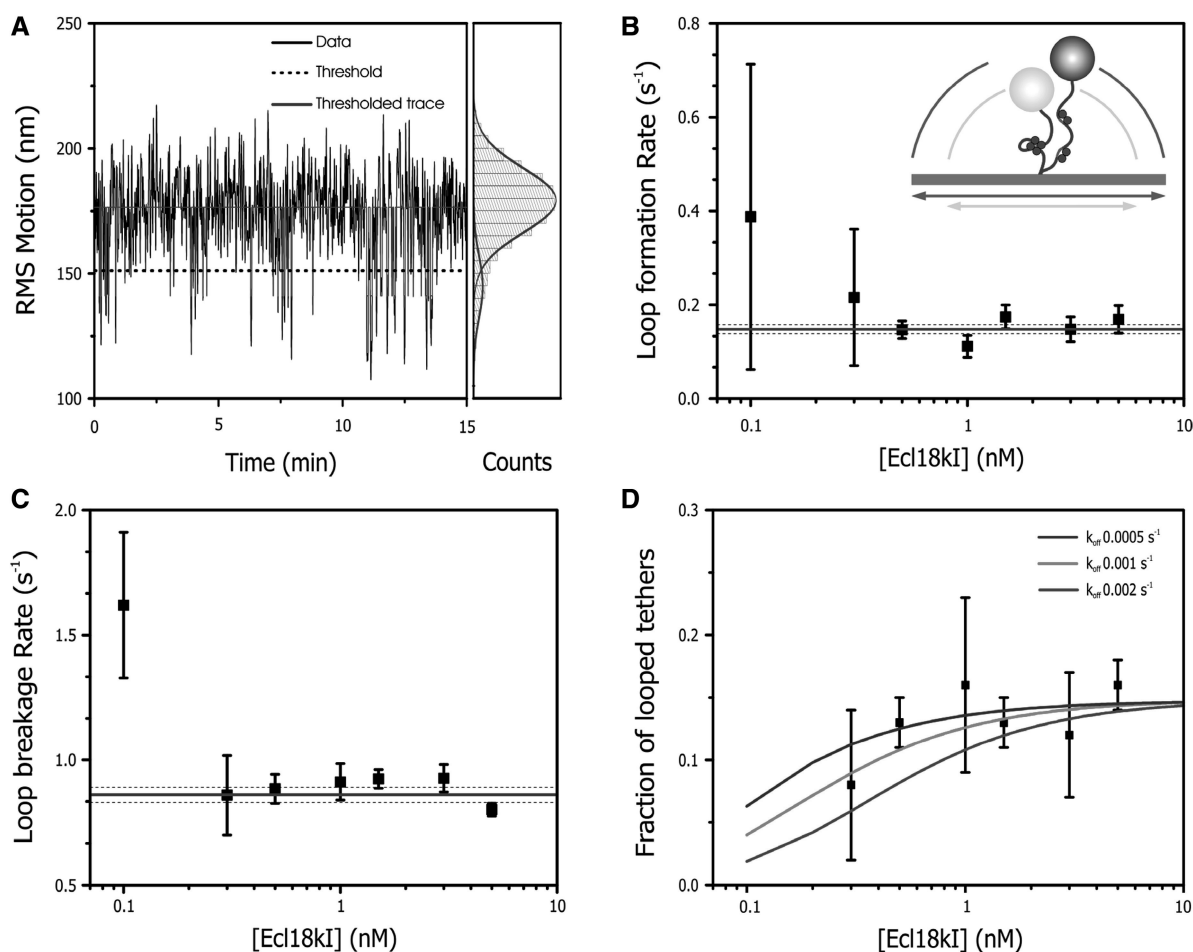 A
250
200
150
100
RMS Motion (nm)
Data
Threshold
Thresholded trace
0
5
10
15
Time (min)
Counts
B
0.8
0.6
0.4
0.2
0.0
Loop formation Rate (s⁻¹)
0.1
1
10
[Ecl18kI] (nM)
C
2.0
1.5
1.0
0.5
Loop breakage Rate (s⁻¹)
0.1
1
10
[Ecl18kI] (nM)
D
0.3
0.2
0.1
0.0
Fraction of looped tethers
k_off 0.0005 s⁻¹
k_off 0.001 s⁻¹
k_off 0.002 s⁻¹
0.1
1
10
[Ecl18kI] (nM)